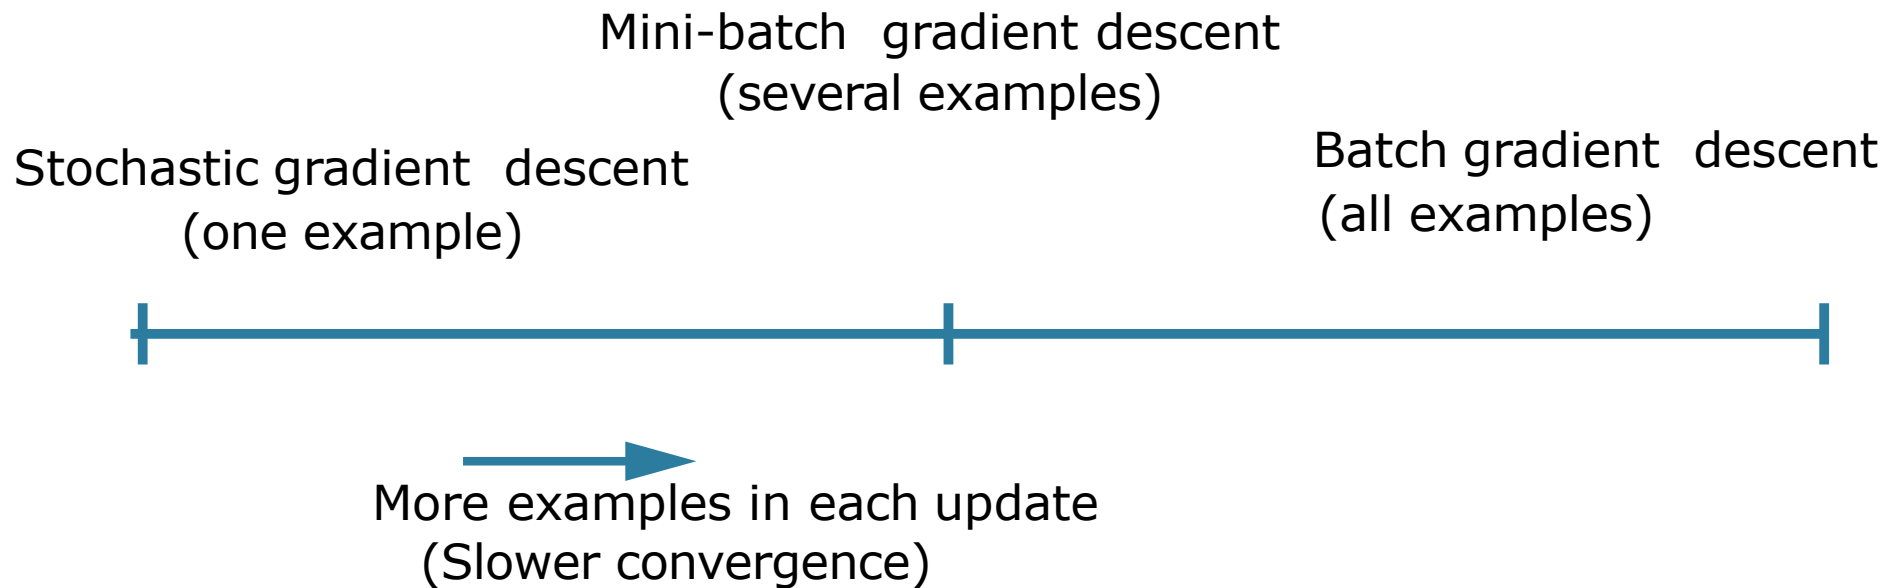 Mini-batch gradient descent
(several examples)
Stochastic gradient descent
(one example)
Batch gradient descent
(all examples)
More examples in each update
(Slower convergence)